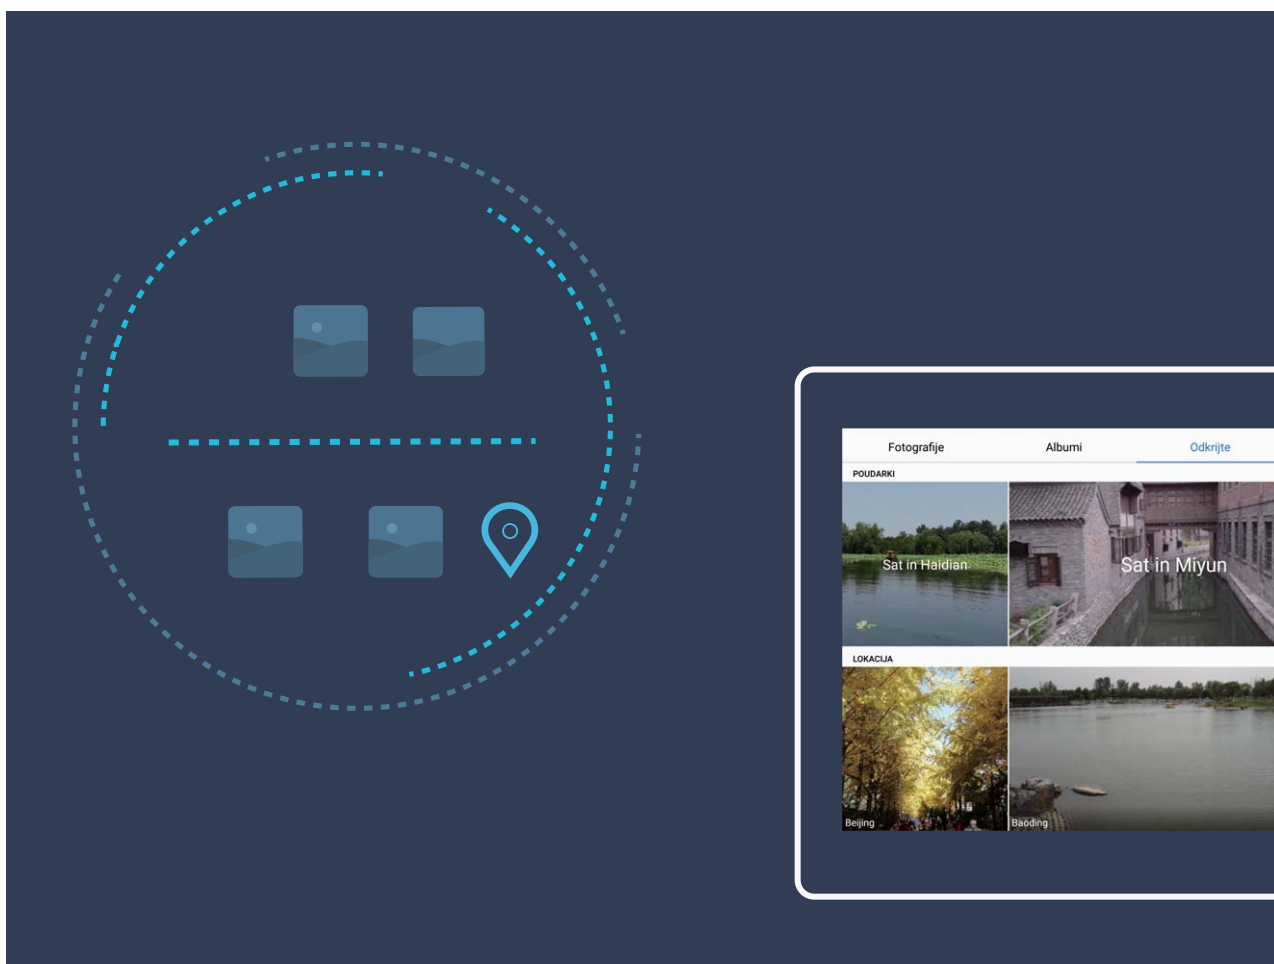 Fotografije Albumi Odkrijte
POUDARKI
Sat in Haidian Sat in Miyun
LOKACIJA
Beijing Baoding